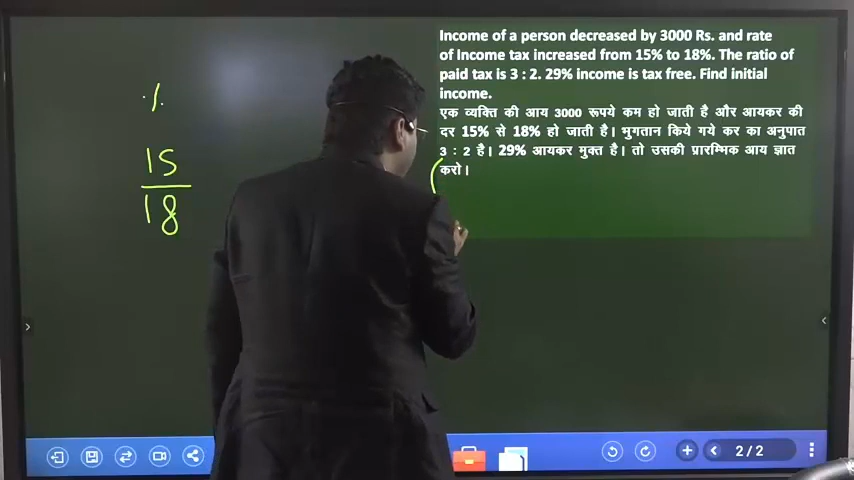 Income of a person decreased by 3000 Rs. and rate
of Income tax increased from 15% to 18%. The ratio of
paid tax is 3 : 2. 29% income is tax free. Find initial
income.
एक व्यक्ति की आय 3000 रूपये कम हो जाती है और आयकर की
दर 15% से 18% हो जाती है। भुगतान किये गये कर का अनुपात
3 : 2 है। 29% आयकर मुक्त है। तो उसकी प्रारम्भिक आय ज्ञात
करो।
%
15
18
2/2